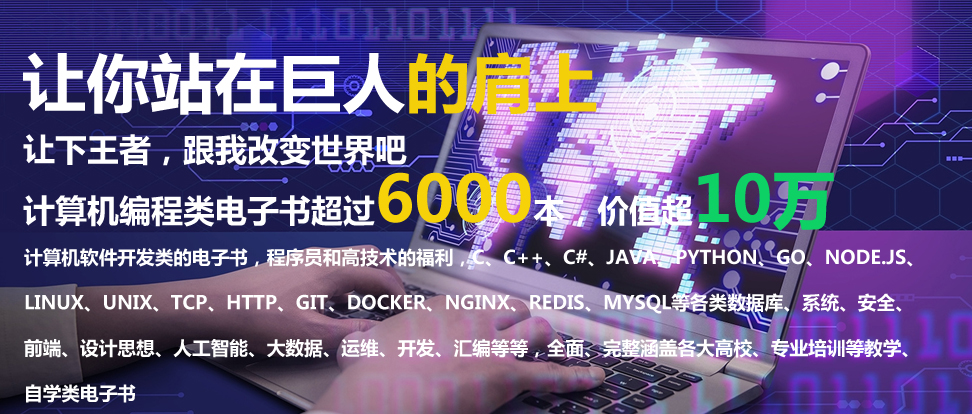 让你站在巨人的肩上
让下王者，跟我改变世界吧
计算机编程类电子书超过6000本，价值超10万
计算机软件开发类的电子书，程序员和高技术的福利，C、C++、C#、JAVA、PYTHON、GO、NODE.JS、
LINUX、UNIX、TCP、HTTP、GIT、DOCKER、NGINX、REDIS、MYSQL等各类数据库、系统、安全、
前端、设计思想、人工智能、大数据、运维、开发、汇编等等，全面、完整涵盖各大高校、专业培训等教学、
自学类电子书